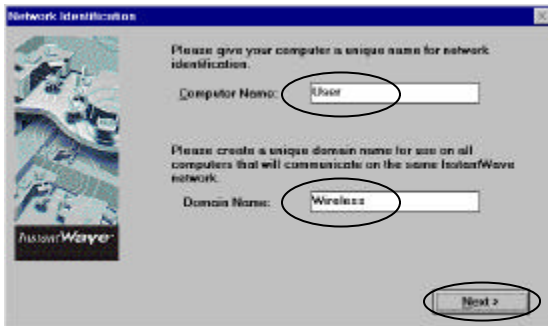 Network Identification
Please give your computer a unique name for network
identification.
Computer Name:
User
Please create a unique domain name for use on all
computers that will communicate on the same InstantWave
network.
Domain Name:
Wireless
InstantWave
Next >